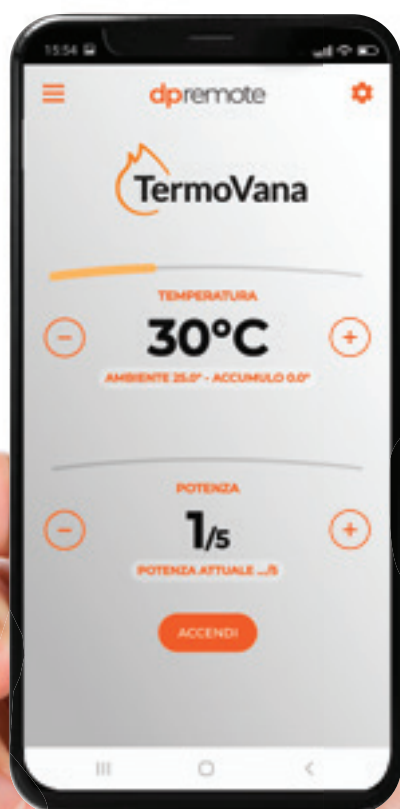 15:54
dpremote
TermoVana
TEMPERATURA
− 30°C +
AMBIENTE 25.0° - ACCUMULO 0.0°
POTENZA
− 1/5 +
POTENZA ATTUALE .../5
ACCENDI